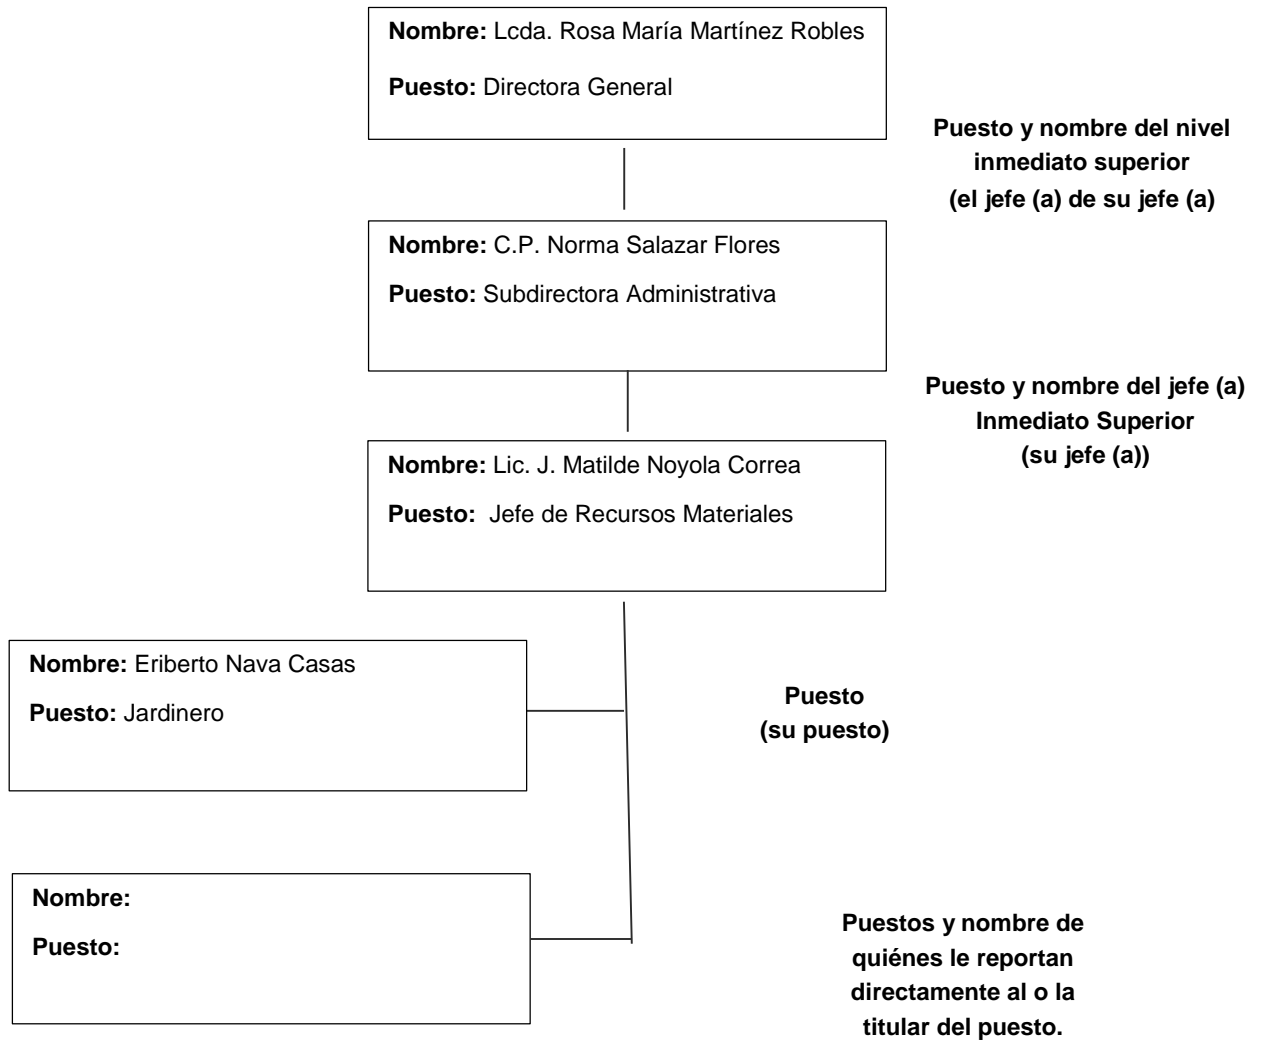 Nombre: Lcda. Rosa María Martínez Robles
Puesto: Directora General
Puesto y nombre del nivel
inmediato superior
(el jefe (a) de su jefe (a)
Nombre: C.P. Norma Salazar Flores
Puesto: Subdirectora Administrativa
Puesto y nombre del jefe (a)
Inmediato Superior
(su jefe (a))
Nombre: Lic. J. Matilde Noyola Correa
Puesto: Jefe de Recursos Materiales
Nombre: Eriberto Nava Casas
Puesto: Jardinero
Puesto
(su puesto)
Nombre:
Puesto:
Puestos y nombre de
quiénes le reportan
directamente al o la
titular del puesto.